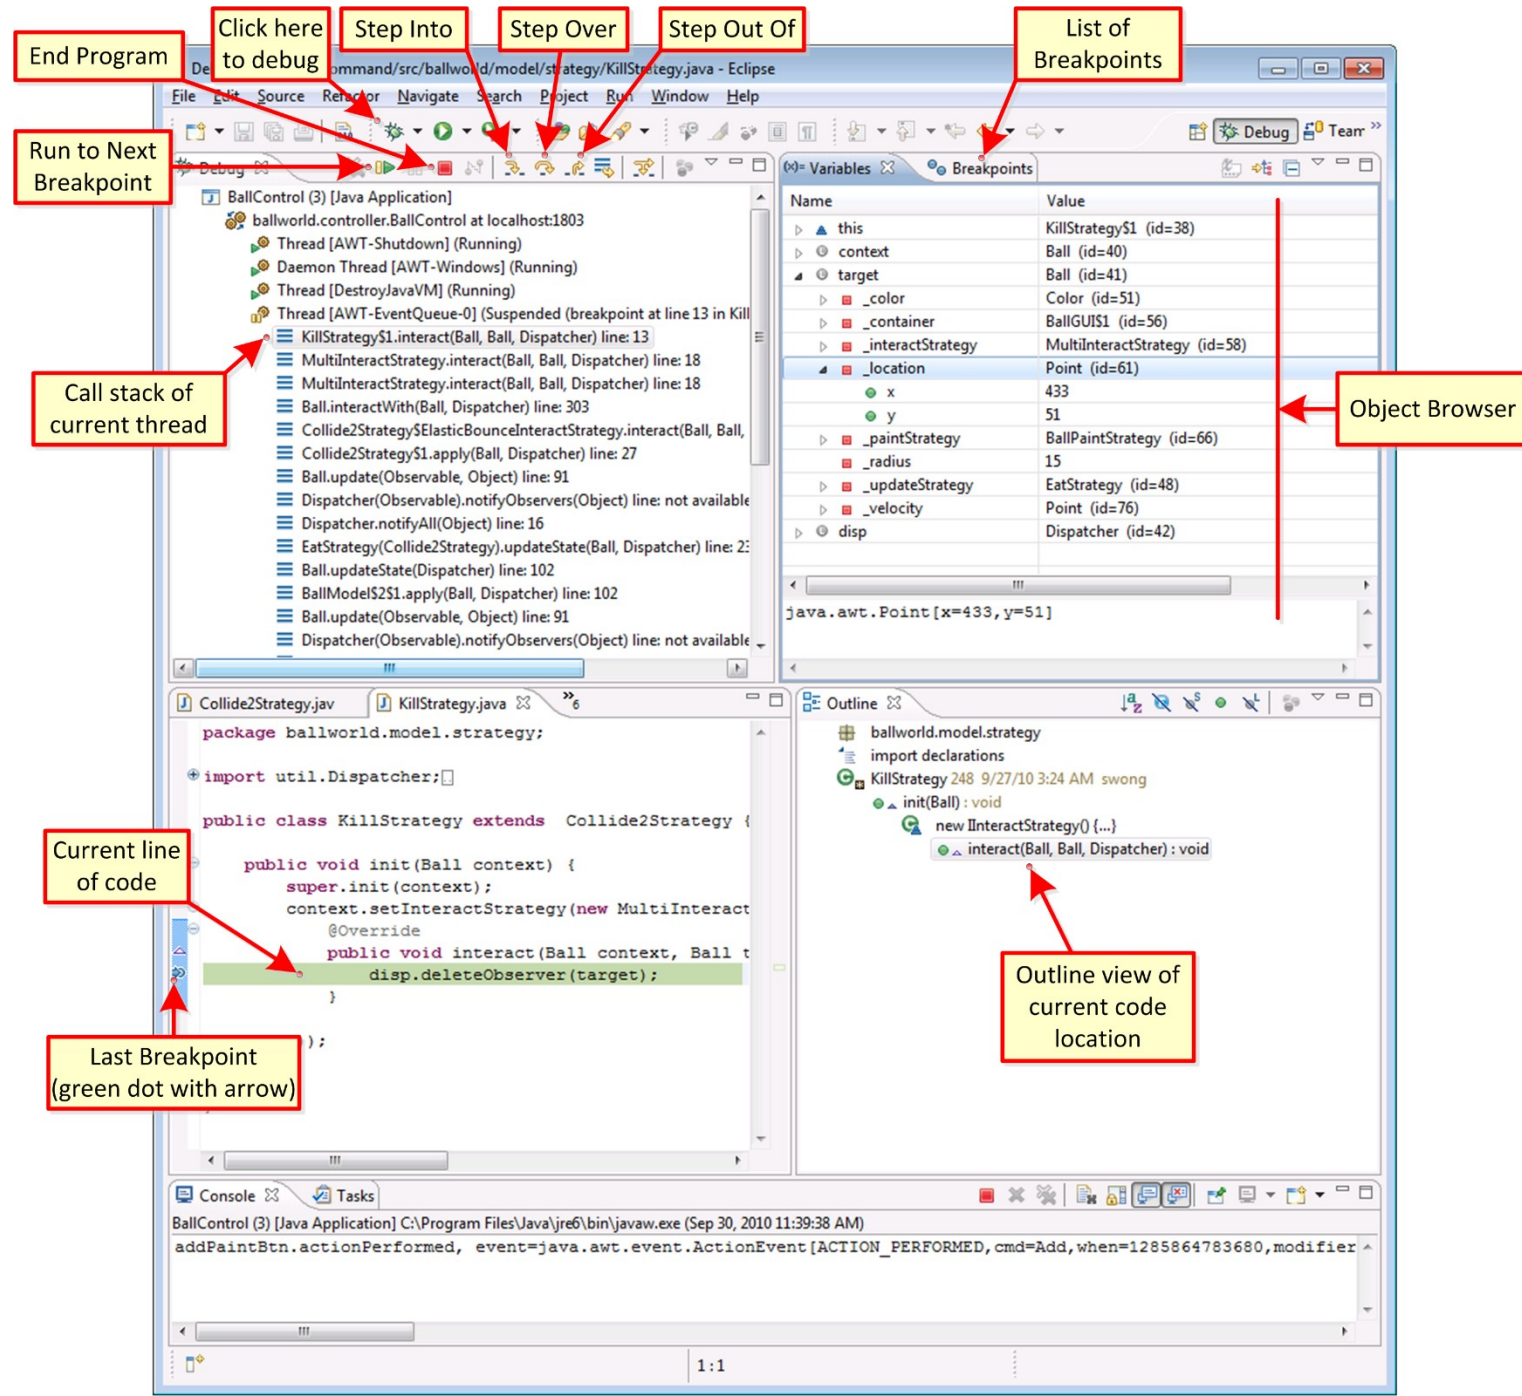 Click here
to debug
Step Into
Step Over
Step Out Of
List of
Breakpoints
End Program
De
ommand/src/ballworld/model/strategy/KillStrategy.java - Eclipse
File Edit Source Refactor Navigate Search Project Run Window Help
Debug Team »
Run to Next
Breakpoint
Debug
BallControl (3) [Java Application]
ballworld.controller.BallControl at localhost:1803
Thread [AWT-Shutdown] (Running)
Daemon Thread [AWT-Windows] (Running)
Thread [DestroyJavaVM] (Running)
Thread [AWT-EventQueue-0] (Suspended (breakpoint at line 13 in Kill
KillStrategy$1.interact(Ball, Ball, Dispatcher) line: 13
MultiInteractStrategy.interact(Ball, Ball, Dispatcher) line: 18
MultiInteractStrategy.interact(Ball, Ball, Dispatcher) line: 18
Ball.interactWith(Ball, Dispatcher) line: 303
Collide2Strategy$ElasticBounceInteractStrategy.interact(Ball, Ball,
Collide2Strategy$1.apply(Ball, Dispatcher) line: 27
Ball.update(Observable, Object) line: 91
Dispatcher(Observable).notifyObservers(Object) line: not available
Dispatcher.notifyAll(Object) line: 16
EatStrategy(Collide2Strategy).updateState(Ball, Dispatcher) line: 23
Ball.updateState(Dispatcher) line: 102
BallModel$2$1.apply(Ball, Dispatcher) line: 102
Ball.update(Observable, Object) line: 91
Dispatcher(Observable).notifyObservers(Object) line: not available
Call stack of
current thread
(x)= Variables Breakpoints
Name Value
this KillStrategy$1 (id=38)
context Ball (id=40)
target Ball (id=41)
_color Color (id=51)
_container BallGUI$1 (id=56)
_interactStrategy MultiInteractStrategy (id=58)
_location Point (id=61)
x 433
y 51
_paintStrategy BallPaintStrategy (id=66)
_radius 15
_updateStrategy EatStrategy (id=48)
_velocity Point (id=76)
disp Dispatcher (id=42)
java.awt.Point[x=433,y=51]
Object Browser
Collide2Strategy.jav KillStrategy.java »6
package ballworld.model.strategy;
import util.Dispatcher;
public class KillStrategy extends Collide2Strategy {
public void init(Ball context) {
super.init(context);
context.setInteractStrategy(new MultiInteract
@Override
public void interact(Ball context, Ball t
disp.deleteObserver(target);
}
);
Current line
of code
Last Breakpoint
(green dot with arrow)
Outline
ballworld.model.strategy
import declarations
KillStrategy 248 9/27/10 3:24 AM swong
init(Ball) : void
new IInteractStrategy() {...}
interact(Ball, Ball, Dispatcher) : void
Outline view of
current code
location
Console Tasks
BallControl (3) [Java Application] C:\Program Files\Java\jre6\bin\javaw.exe (Sep 30, 2010 11:39:38 AM)
addPaintBtn.actionPerformed, event=java.awt.event.ActionEvent[ACTION_PERFORMED,cmd=Add,when=1285864783680,modifier
1:1